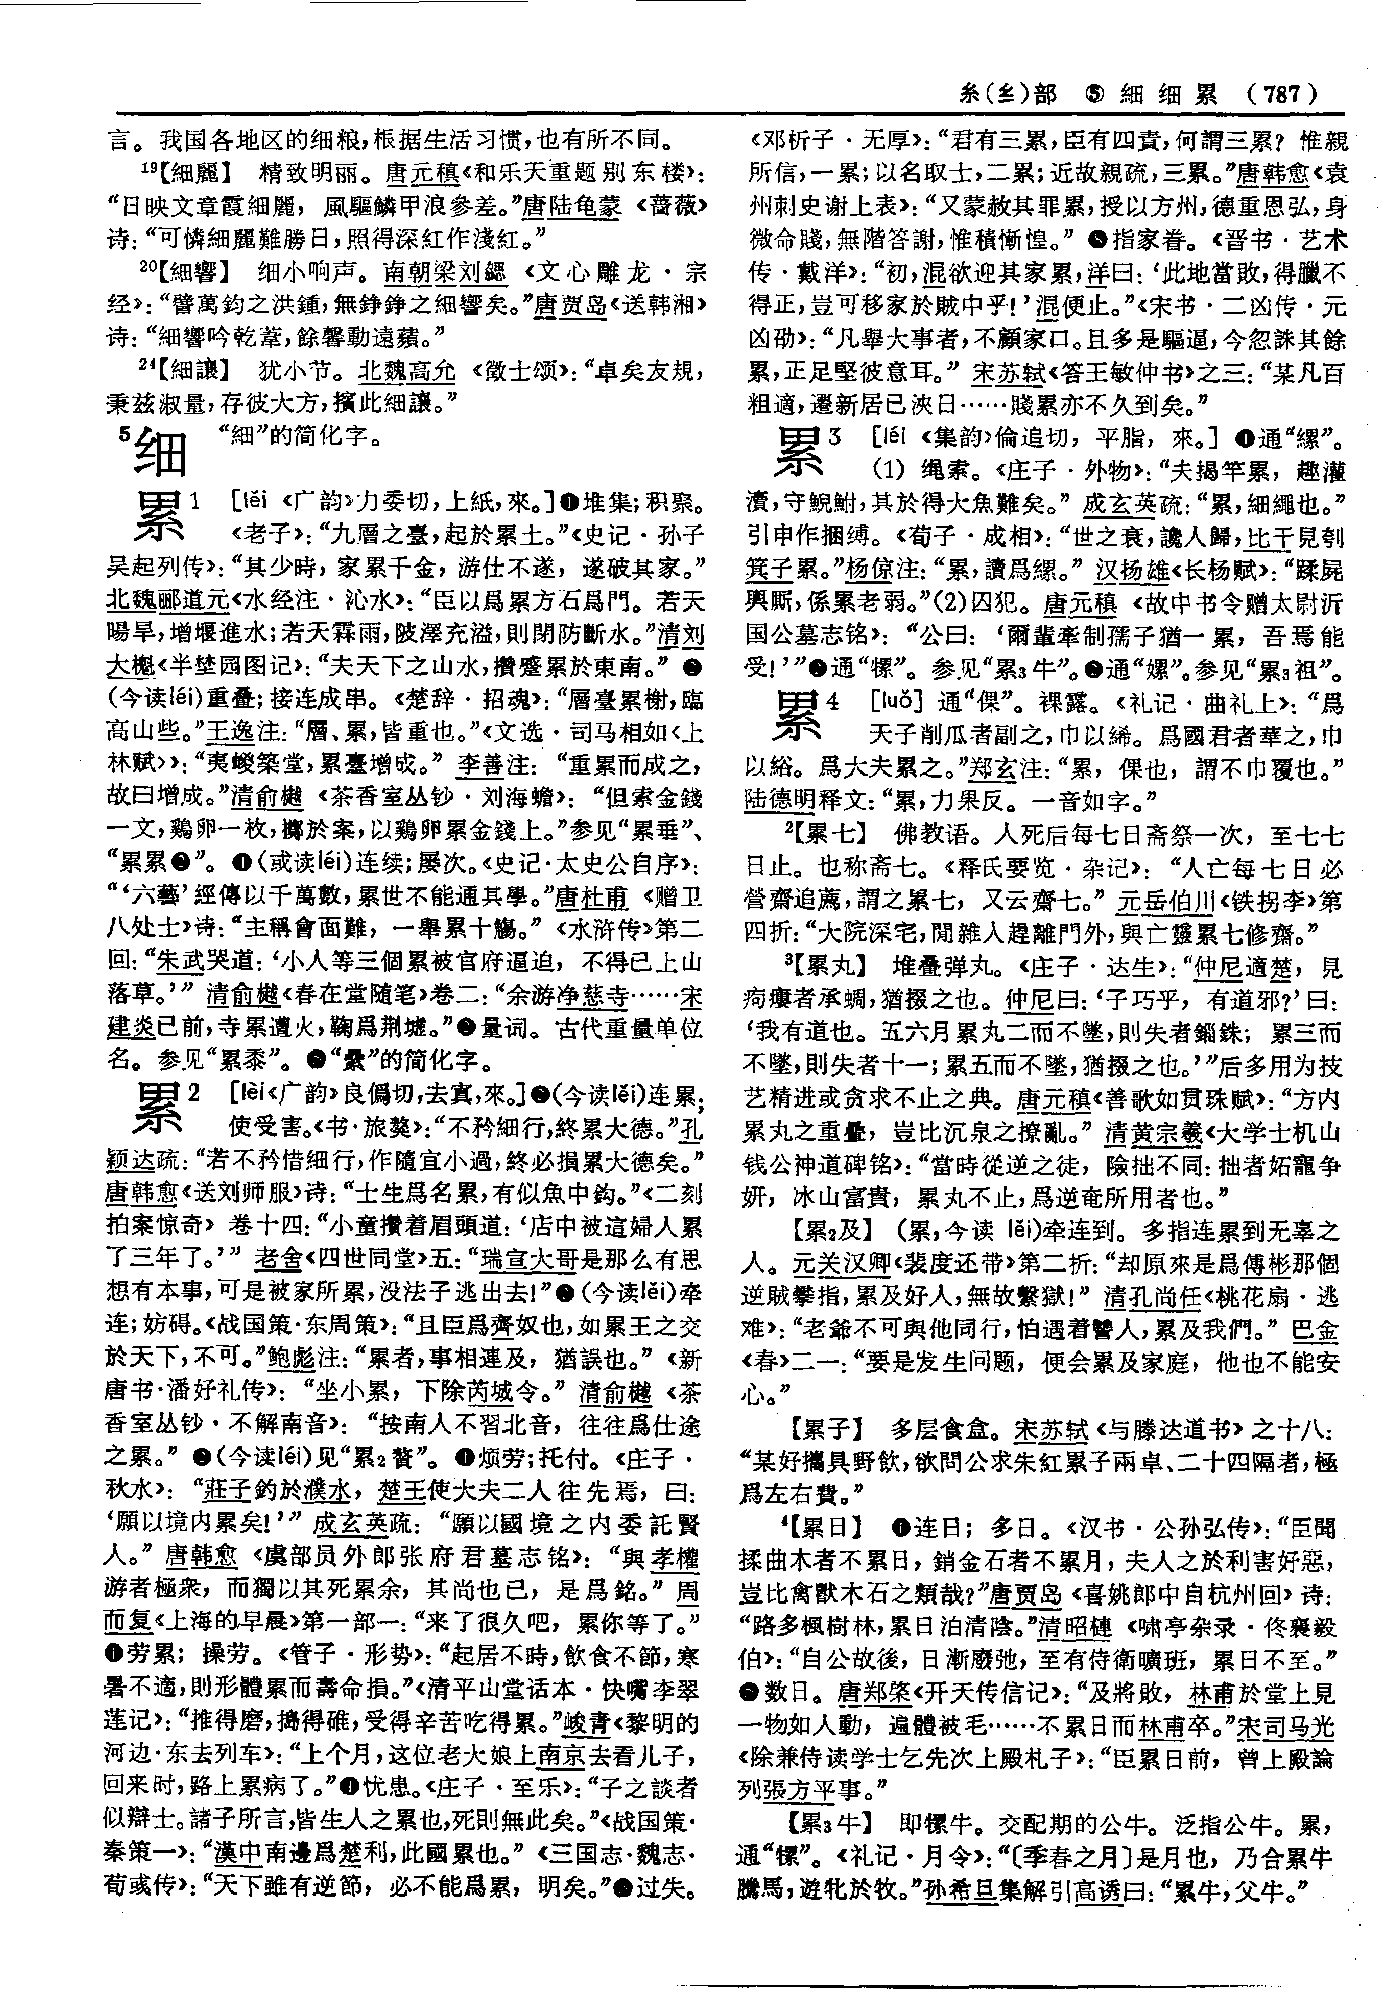 糸(纟)部 ⑤ 細 细 累 (787)
言。我国各地区的细粮,根据生活习惯,也有所不同。
19【細麗】 精致明丽。唐元稹《和乐天重题别东楼》:
“日映文章霞細麗,風驅鱗甲浪參差。”唐陆龟蒙《蔷薇》
诗:“可憐細麗難勝日,照得深紅作淺紅。”
20【細響】 细小响声。南朝梁刘勰《文心雕龙·宗
经》:“譬萬鈞之洪鍾,無錚錚之細響矣。”唐贾岛《送韩湘》
诗:“細響吟乾葦,餘馨動遠蘋。”
24【細讓】 犹小节。北魏高允《徵士颂》:“卓矣友規,
秉兹淑量,存彼大方,擯此細讓。”
5细 “細”的简化字。
累1 [lěi 《广韵》力委切,上紙,來。]❶堆集;积聚。
《老子》:“九層之臺,起於累土。”《史记·孙子
吴起列传》:“其少時,家累千金,游仕不遂,遂破其家。”
北魏郦道元《水经注·沁水》:“臣以爲累方石爲門。若天
暘旱,增堰進水;若天霖雨,陂澤充溢,則閉防斷水。”清刘
大櫆《半埜园图记》:“夫天下之山水,攢蹙累於東南。” ❷
(今读léi)重叠;接连成串。《楚辞·招魂》:“層臺累榭,臨
高山些。”王逸注:“層、累,皆重也。”《文选·司马相如〈上
林赋〉》:“夷嵕築堂,累臺增成。” 李善注:“重累而成之,
故曰增成。”清俞樾《茶香室丛钞·刘海蟾》:“但索金錢
一文,鷄卵一枚,擲於案,以鷄卵累金錢上。”参见“累垂”、
“累累❷”。❸(或读léi)连续;屡次。《史记·太史公自序》:
“‘六藝’經傳以千萬數,累世不能通其學。”唐杜甫《赠卫
八处士》诗:“主稱會面難,一舉累十觴。”《水浒传》第二
回:“朱武哭道:‘小人等三個累被官府逼迫,不得已上山
落草。’” 清俞樾《春在堂随笔》卷二:“余游净慈寺……宋
建炎已前,寺累遭火,鞠爲荆墟。”❹量词。古代重量单位
名。参见“累黍”。❺“纍”的简化字。
累2 [lèi《广韵》良僞切,去寘,來。]❶(今读lěi)连累;
使受害。《书·旅獒》:“不矜細行,終累大德。”孔
颖达疏:“若不矜惜細行,作隨宜小過,終必損累大德矣。”
唐韩愈《送刘师服》诗:“士生爲名累,有似魚中鈎。”《二刻
拍案惊奇》卷十四:“小童攢着眉頭道:‘店中被這婦人累
了三年了。’” 老舍《四世同堂》五:“瑞宣大哥是那么有思
想有本事,可是被家所累,没法子逃出去!”❷(今读lěi)牵
连;妨碍。《战国策·东周策》:“且臣爲齊奴也,如累王之交
於天下,不可。”鲍彪注:“累者,事相連及,猶誤也。”《新
唐书·潘好礼传》:“坐小累,下除芮城令。” 清俞樾《茶
香室丛钞·不解南音》:“按南人不習北音,往往爲仕途
之累。”❸(今读léi)见“累2赘”。❹烦劳;托付。《庄子·
秋水》:“莊子釣於濮水,楚王使大夫二人往先焉,曰:
‘願以境内累矣!’” 成玄英疏:“願以國境之内委託賢
人。”唐韩愈《虞部员外郎张府君墓志铭》:“與孝權
游者極衆,而獨以其死累余,其尚也已,是爲銘。” 周
而复《上海的早晨》第一部一:“来了很久吧,累你等了。”
❺劳累;操劳。《管子·形势》:“起居不時,飲食不節,寒
暑不適,則形體累而壽命損。”《清平山堂话本·快嘴李翠
莲记》:“推得磨,搗得碓,受得辛苦吃得累。”峻青《黎明的
河边·东去列车》:“上个月,这位老大娘上南京去看儿子,
回来时,路上累病了。”❻忧患。《庄子·至乐》:“子之談者
似辯士。諸子所言,皆生人之累也,死則無此矣。”《战国策·
秦策一》:“漢中南邊爲楚利,此國累也。”《三国志·魏志·
荀彧传》:“天下雖有逆節,必不能爲累,明矣。”❼过失。
《邓析子·无厚》:“君有三累,臣有四責,何謂三累?惟親
所信,一累;以名取士,二累;近故親疏,三累。”唐韩愈《袁
州刺史谢上表》:“又蒙赦其罪累,授以方州,德重恩弘,身
微命賤,無階答謝,惟積慚惶。”❽指家眷。《晋书·艺术
传·戴洋》:“初,混欲迎其家累,洋曰:‘此地當敗,得臘不
得正,豈可移家於賊中乎!’混便止。”《宋书·二凶传·元
凶劭》:“凡舉大事者,不顧家口。且多是驅逼,今忽誅其餘
累,正足堅彼意耳。” 宋苏轼《答王敏仲书》之三:“某凡百
粗適,遷新居已浹日……賤累亦不久到矣。”
累3 [léi 《集韵》倫追切,平脂,來。] ❶通“縲”。
(1) 绳索。《庄子·外物》:“夫揭竿累,趣灌
瀆,守鯢鮒,其於得大魚難矣。” 成玄英疏:“累,細繩也。”
引申作捆缚。《荀子·成相》:“世之衰,讒人歸,比干見刳
箕子累。”杨倞注:“累,讀爲縲。” 汉扬雄《长杨赋》:“蹂屍
輿厮,係累老弱。”(2)囚犯。唐元稹《故中书令赠太尉沂
国公墓志铭》:“公曰:‘爾輩牽制孺子猶一累,吾焉能
受!’”❷通“㹎”。参见“累3牛”。❸通“嫘”。参见“累3祖”。
累4 [luǒ] 通“倮”。裸露。《礼记·曲礼上》:“爲
天子削瓜者副之,巾以絺。爲國君者華之,巾
以綌。爲大夫累之。”郑玄注:“累,倮也,謂不巾覆也。”
陆德明释文:“累,力果反。一音如字。”
2【累七】 佛教语。人死后每七日斋祭一次,至七七
日止。也称斋七。《释氏要览·杂记》:“人亡每七日必
營齋追薦,謂之累七,又云齋七。” 元岳伯川《铁拐李》第
四折:“大院深宅,閒雜人趕離門外,與亡靈累七修齋。”
3【累丸】 堆叠弹丸。《庄子·达生》:“仲尼適楚,見
痀僂者承蜩,猶掇之也。仲尼曰:‘子巧乎,有道邪?’曰:
‘我有道也。五六月累丸二而不墜,則失者錙銖;累三而
不墜,則失者十一;累五而不墜,猶掇之也。’”后多用为技
艺精进或贪求不止之典。唐元稹《善歌如贯珠赋》:“方内
累丸之重疊,豈比沉泉之撩亂。” 清黄宗羲《大学士机山
钱公神道碑铭》:“當時從逆之徒,險拙不同:拙者妬寵争
妍,冰山富貴,累丸不止,爲逆奄所用者也。”
【累2及】 (累,今读 lěi)牵连到。多指连累到无辜之
人。元关汉卿《裴度还带》第二折:“却原來是爲傅彬那個
逆賊攀指,累及好人,無故繫獄!” 清孔尚任《桃花扇·逃
难》:“老爺不可與他同行,怕遇着讐人,累及我們。” 巴金
《春》二一:“要是发生问题,便会累及家庭,他也不能安
心。”
【累子】 多层食盒。宋苏轼《与滕达道书》之十八:
“某好攜具野飲,欲問公求朱紅累子兩卓、二十四隔者,極
爲左右費。”
4【累日】 ❶连日;多日。《汉书·公孙弘传》:“臣聞
揉曲木者不累日,銷金石者不累月,夫人之於利害好惡,
豈比禽獸木石之類哉?”唐贾岛《喜姚郎中自杭州回》诗:
“路多楓樹林,累日泊清陰。”清昭梿《啸亭杂录·佟襄毅
伯》:“自公故後,日漸廢弛,至有侍衛曠班,累日不至。”
❷数日。唐郑棨《开天传信记》:“及將敗,林甫於堂上見
一物如人動,遍體被毛……不累日而林甫卒。”宋司马光
《除兼侍读学士乞先次上殿札子》:“臣累日前,曾上殿論
列張方平事。”
【累3牛】 即㹎牛。交配期的公牛。泛指公牛。累,
通“㹎”。《礼记·月令》:“〔季春之月〕是月也,乃合累牛
騰馬,遊牝於牧。”孙希旦集解引高诱曰:“累牛,父牛。”